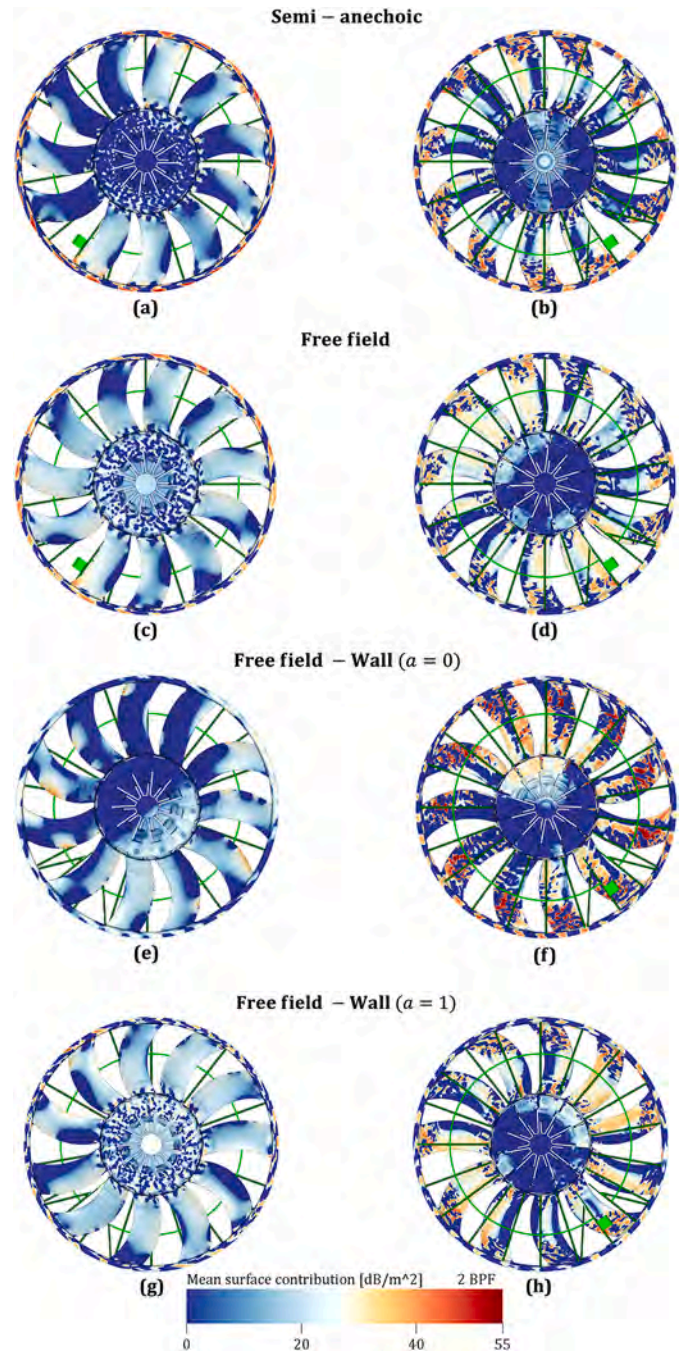 Semi − anechoic
(a)
(b)
Free field
(c)
(d)
Free field − Wall (a = 0)
(e)
(f)
Free field − Wall (a = 1)
(g)
(h)
Mean surface contribution [dB/m^2] 2 BPF
0 20 40 55